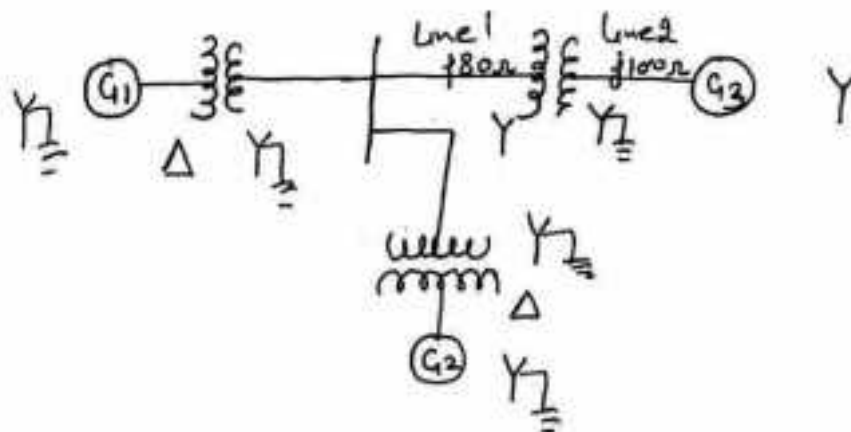 Line1 Line2
j80Ω j100Ω
G1 G3
Y Y
Δ Y Y Y
Y
Δ
G2
Y